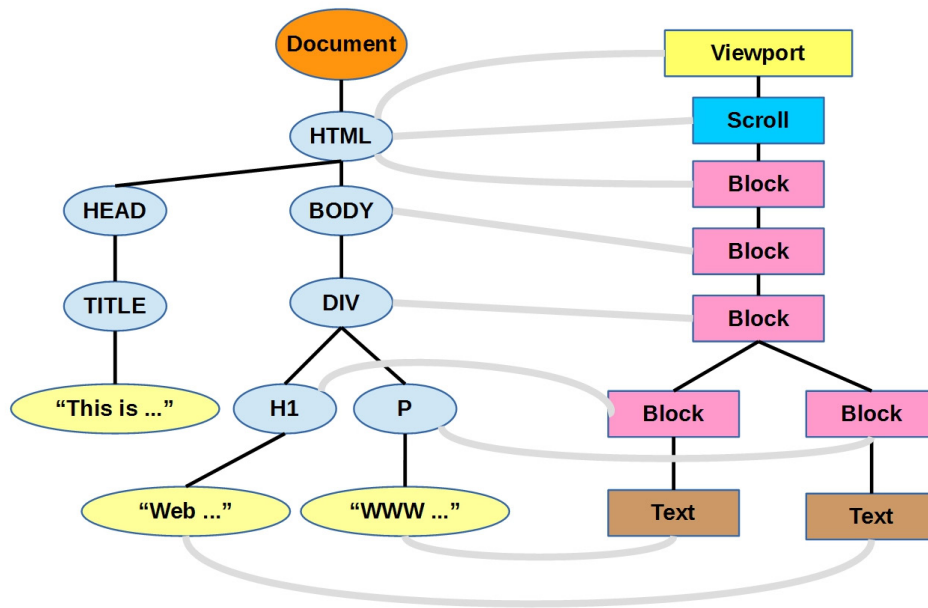 Document
Viewport
HTML
Scroll
HEAD
BODY
Block
Block
TITLE
DIV
Block
“This is ...”
H1
P
Block
Block
“Web ...”
“WWW ...”
Text
Text